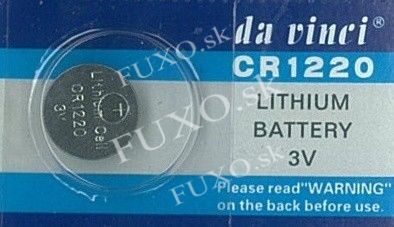 da vinci®
CR1220
LITHIUM
BATTERY
3V
Please read"WARNING"
on the back before use.
+
Lithium Cell
CR1220
3V
FUXO.sk
FUXO.sk
FUXO.sk